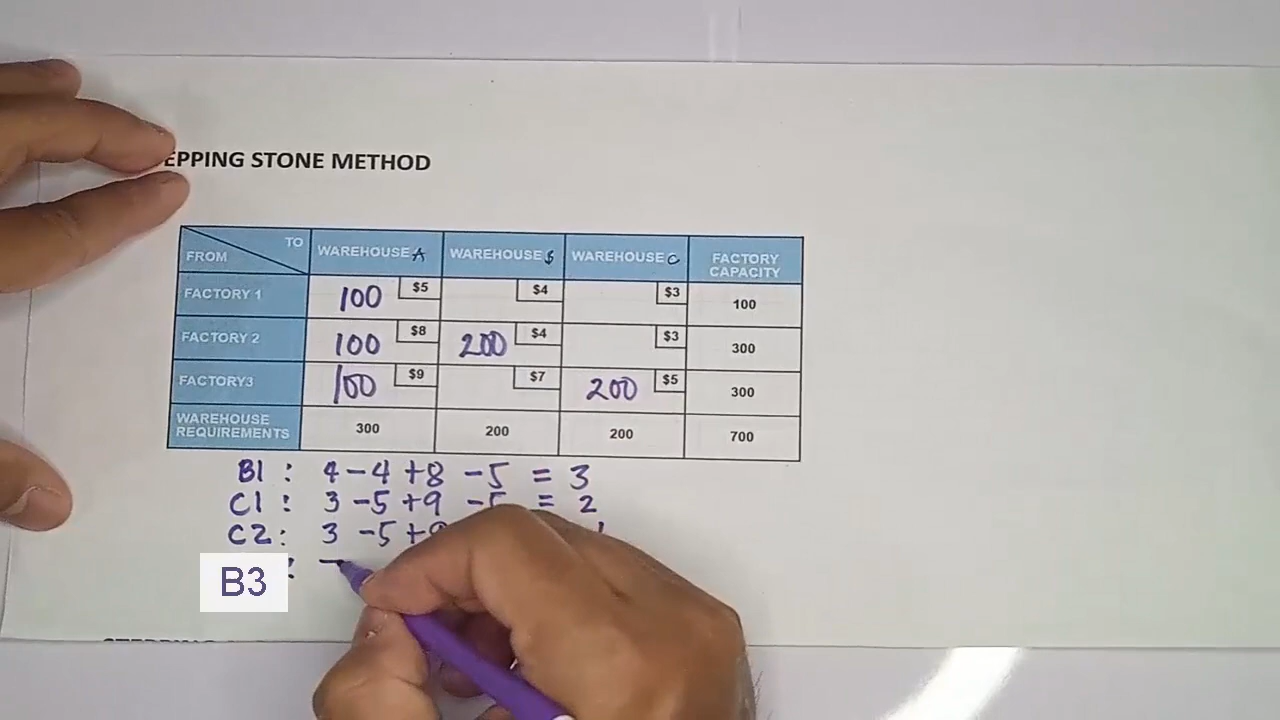 EPPING STONE METHOD
TO
FROM
WAREHOUSE A
WAREHOUSE B
WAREHOUSE C
FACTORY CAPACITY
FACTORY 1
100
$5
$4
$3
100
FACTORY 2
100
$8
200
$4
$3
300
FACTORY3
100
$9
$7
200
$5
300
WAREHOUSE REQUIREMENTS
300
200
200
700
B1 : 4 - 4 + 8 - 5 = 3
C1 : 3 - 5 + 9 - 5 = 2
C2 : 3 - 5 + 9
B3 :